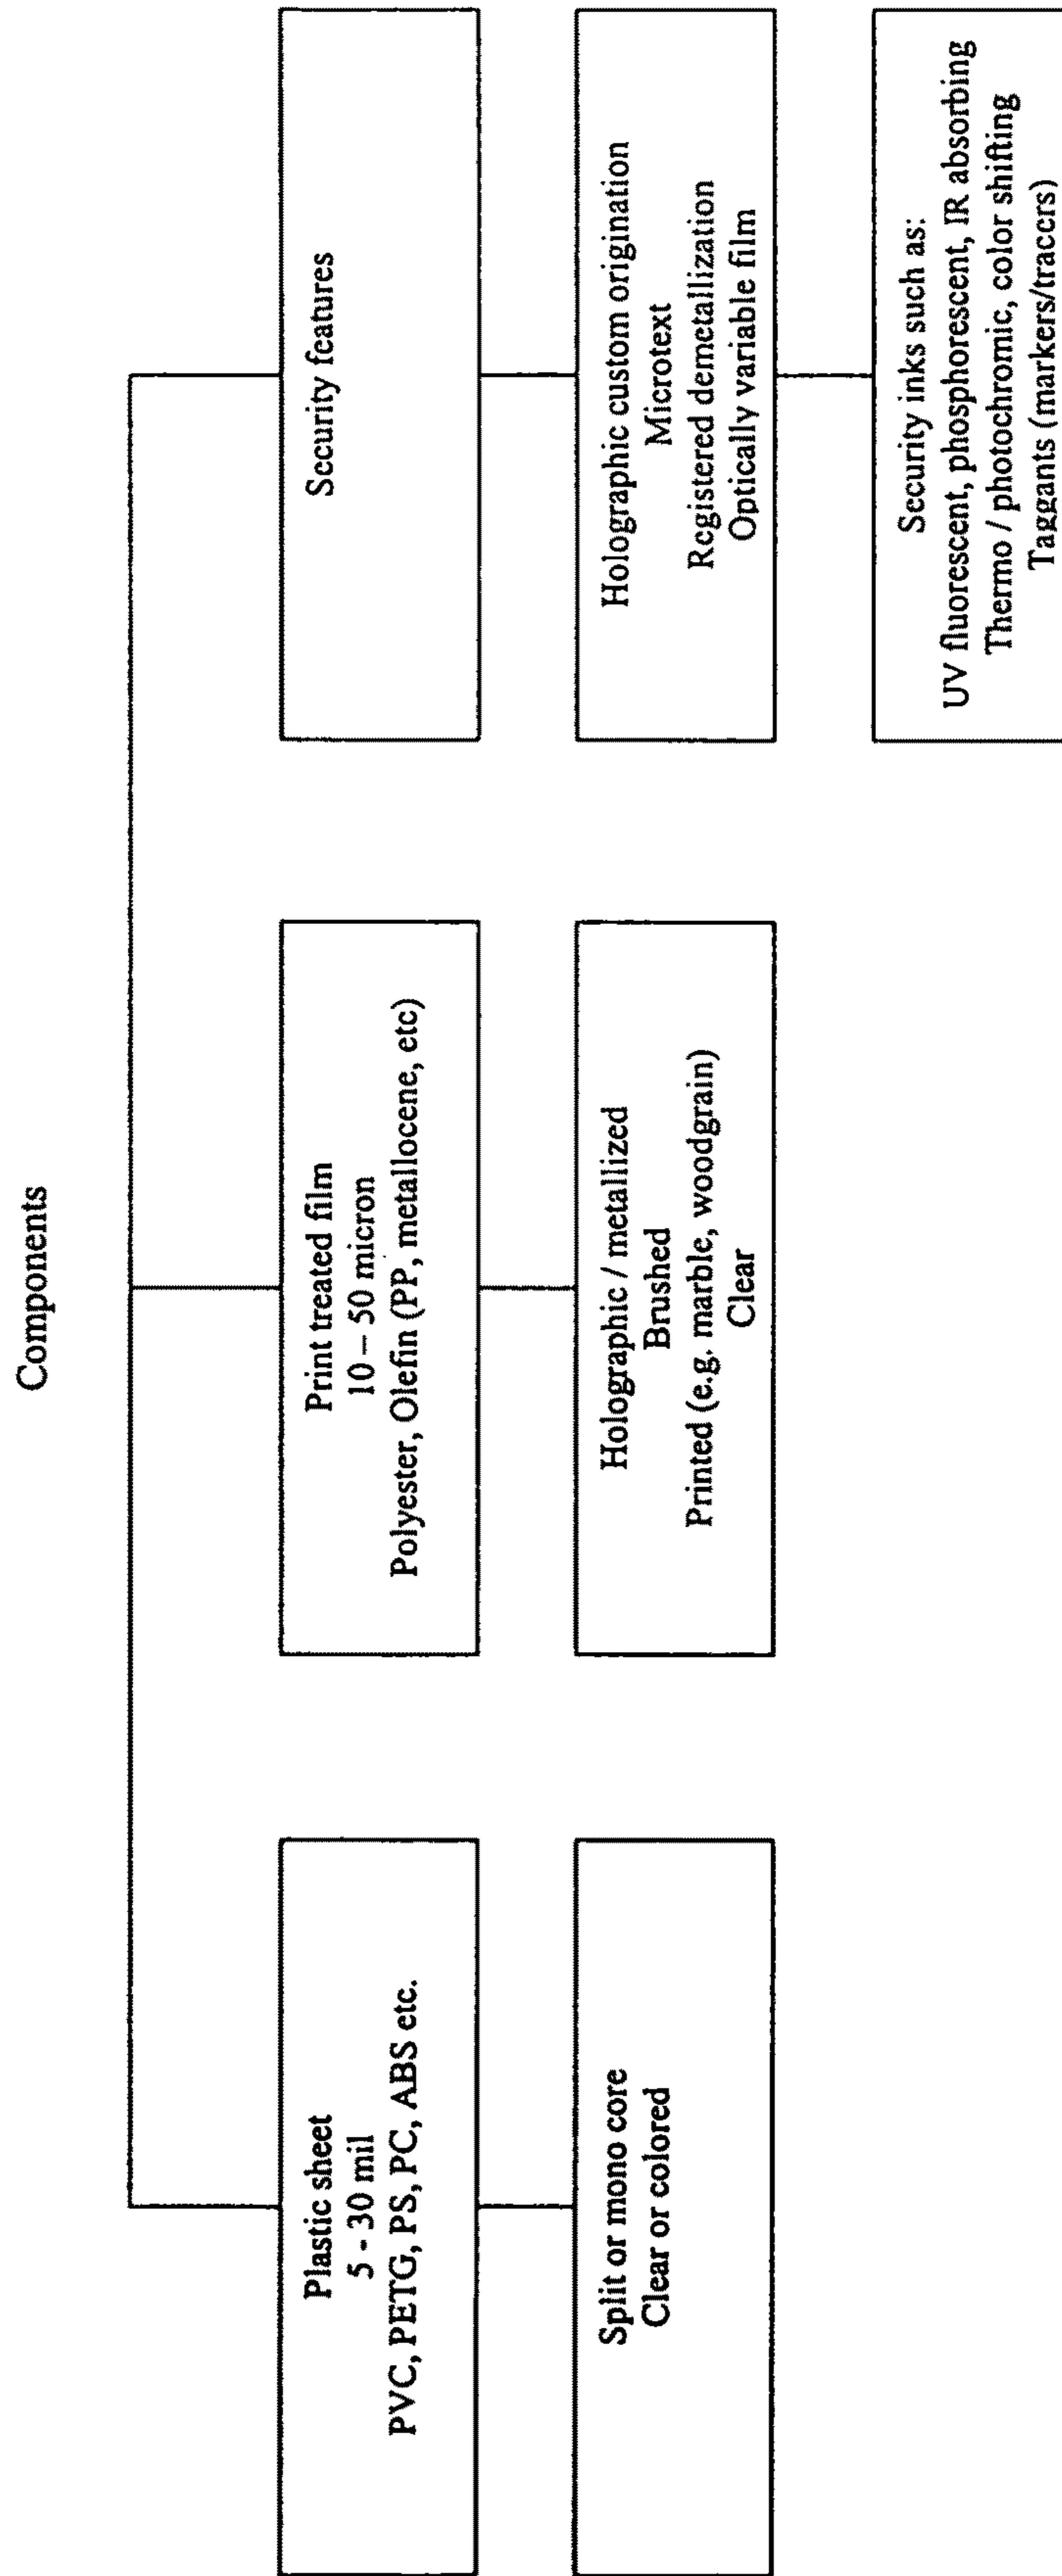 Components
Plastic sheet
5 - 30 mil
PVC, PETG, PS, PC, ABS etc.
Split or mono core
Clear or colored
Print treated film
10 – 50 micron
Polyester, Olefin (PP, metallocene, etc)
Holographic / metallized
Brushed
Printed (e.g. marble, woodgrain)
Clear
Security features
Holographic custom origination
Microtext
Registered demetallization
Optically variable film
Security inks such as:
UV fluorescent, phosphorescent, IR absorbing
Thermo / photochromic, color shifting
Taggants (markers/tracers)